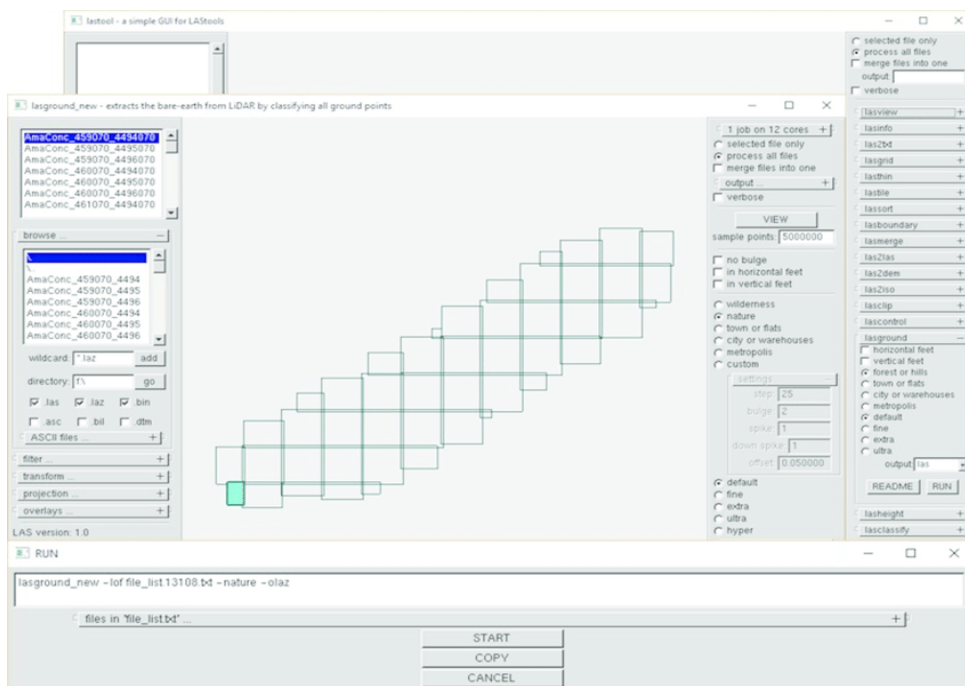 lastool - a simple GUI for LAStools
selected file only
process all files
merge files into one
output
verbose
lasview
lasinfo
las2txt
lasgrid
lasthin
lastile
lassort
lasboundary
lasmerge
las2las
las2dem
las2iso
lasclip
lascontrol
lasground
horizontal feet
vertical feet
forest or hills
town or flats
city or warehouses
metropolis
default
fine
extra
ultra
output: las
README RUN
lasheight
lasclassify
lasground_new - extracts the bare-earth from LiDAR by classifying all ground points
AmaConc_459070_4494070
AmaConc_459070_4495070
AmaConc_459070_4496070
AmaConc_460070_4494070
AmaConc_460070_4495070
AmaConc_460070_4496070
AmaConc_461070_4494070
browse ...
\
\..
AmaConc_459070_4494
AmaConc_459070_4495
AmaConc_459070_4496
AmaConc_460070_4494
AmaConc_460070_4495
AmaConc_460070_4496
wildcard: *.laz add
directory: f:\ go
.las .laz .bin
.asc .bil .dtm
ASCII files ...
filter ...
transform ...
projection ...
overlays ...
LAS version: 1.0
1 job on 12 cores
selected file only
process all files
merge files into one
output ...
verbose
VIEW
sample points: 5000000
no bulge
in horizontal feet
in vertical feet
wilderness
nature
town or flats
city or warehouses
metropolis
custom
settings
step: 25
bulge: 2
spike: 1
down spike: 1
offset: 0.050000
default
fine
extra
ultra
hyper
RUN
lasground_new -lof file_list.13108.txt -nature -olaz
files in 'file_list.txt' ...
START
COPY
CANCEL